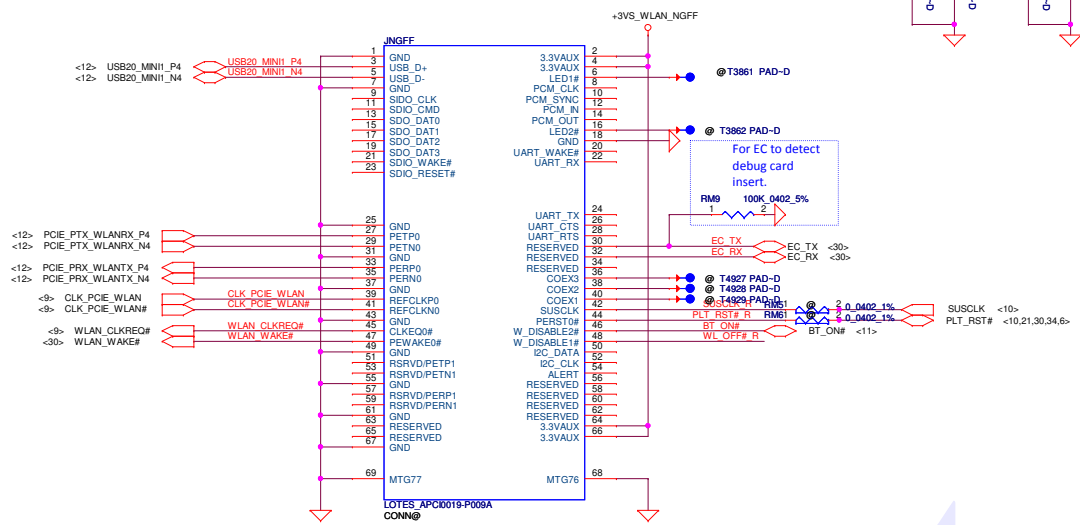 ~D
~D
~D
+3VS_WLAN_NGFF
JNGFF
1 GND 3.3VAUX 2
<12> USB20_MINI1_P4 USB20_MINI1_P4 3 USB_D+ 3.3VAUX 4
<12> USB20_MINI1_N4 USB20_MINI1_N4 5 USB_D- LED1# 6 @T3861 PAD~D
7 GND PCM_CLK 8
9 SIDO_CLK PCM_SYNC 10
11 SDIO_CMD PCM_IN 12
13 SDO_DAT0 PCM_OUT 14
15 SDO_DAT1 LED2# 16 @ T3862 PAD~D
17 SDO_DAT2 GND 18
19 SDO_DAT3 UART_WAKE# 20
21 SDIO_WAKE# UART_RX 22
23 SDIO_RESET#
For EC to detect
debug card
insert.
RM9 100K_0402_5%
1 2
UART_TX 24
25 GND UART_CTS 26
<12> PCIE_PTX_WLANRX_P4 27 PETP0 UART_RTS 28
<12> PCIE_PTX_WLANRX_N4 29 PETN0 RESERVED 30 EC_TX EC_TX <30>
31 GND RESERVED 32 EC_RX EC_RX <30>
<12> PCIE_PRX_WLANTX_P4 33 PERP0 RESERVED 34
<12> PCIE_PRX_WLANTX_N4 35 PERN0 COEX3 36 @ T4927 PAD~D
37 GND COEX2 38 @ T4928 PAD~D
<9> CLK_PCIE_WLAN CLK_PCIE_WLAN 39 REFCLKP0 COEX1 40 @ T4929 PAD~D
<9> CLK_PCIE_WLAN# CLK_PCIE_WLAN# 41 REFCLKN0 SUSCLK 42 SUSCLK_R RM5 1 @ 2 0_0402_1% SUSCLK <10>
43 GND PERST0# 44 PLT_RST#_R RM61 1 @ 2 0_0402_1% PLT_RST# <10,21,30,34,6>
<9> WLAN_CLKREQ# WLAN_CLKREQ# 45 CLEQ0# W_DISABLE2# 46 BT_ON# BT_ON# <11>
<30> WLAN_WAKE# WLAN_WAKE# 47 PEWAKE0# W_DISABLE1# 48 WL_OFF#_R
49 GND I2C_DATA 50
51 RSRVD/PETP1 I2C_CLK 52
53 RSRVD/PETN1 ALERT 54
55 GND RESERVED 56
57 RSRVD/PERP1 RESERVED 58
59 RSRVD/PERN1 RESERVED 60
61 GND RESERVED 62
63 RESERVED 3.3VAUX 64
65 RESERVED 3.3VAUX 66
67 GND
69 MTG77 MTG76 68
LOTES_APCI0019-P009A
CONN@